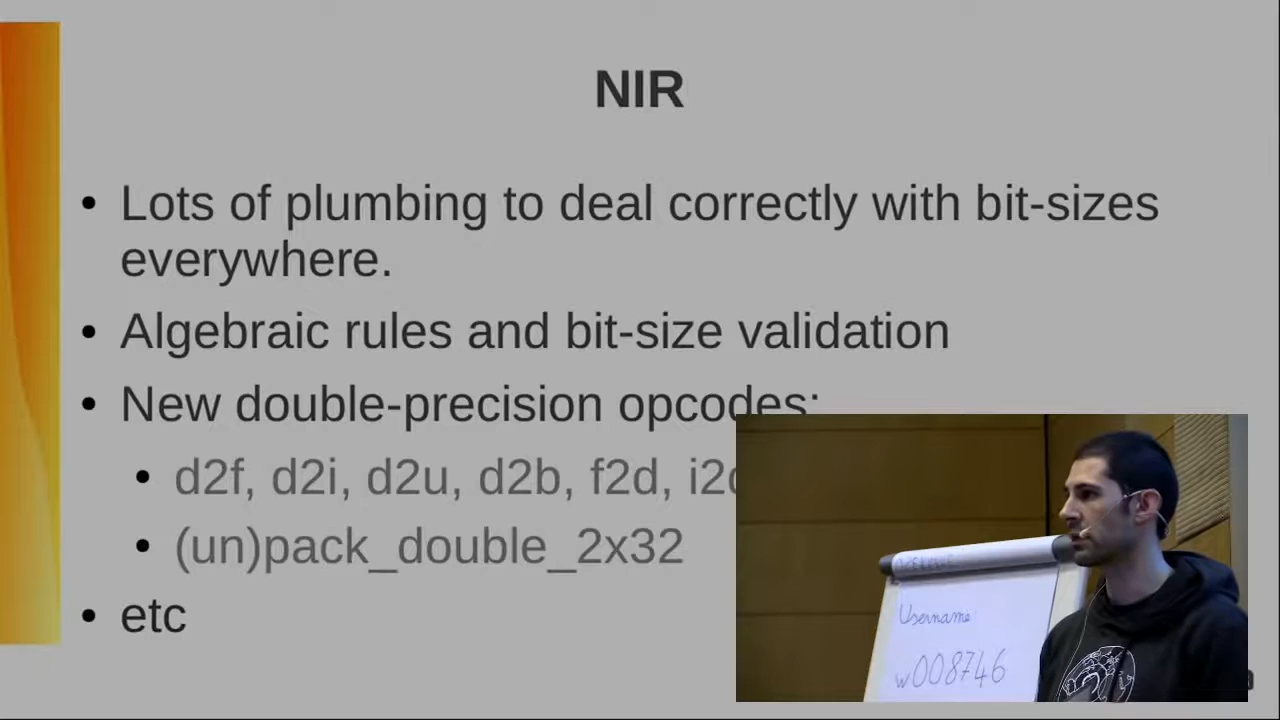 NIR
• Lots of plumbing to deal correctly with bit-sizes
everywhere.
• Algebraic rules and bit-size validation
• New double-precision opcodes:
• d2f, d2i, d2u, d2b, f2d,
• (un)pack_double_2x32
• etc
Username
w008746